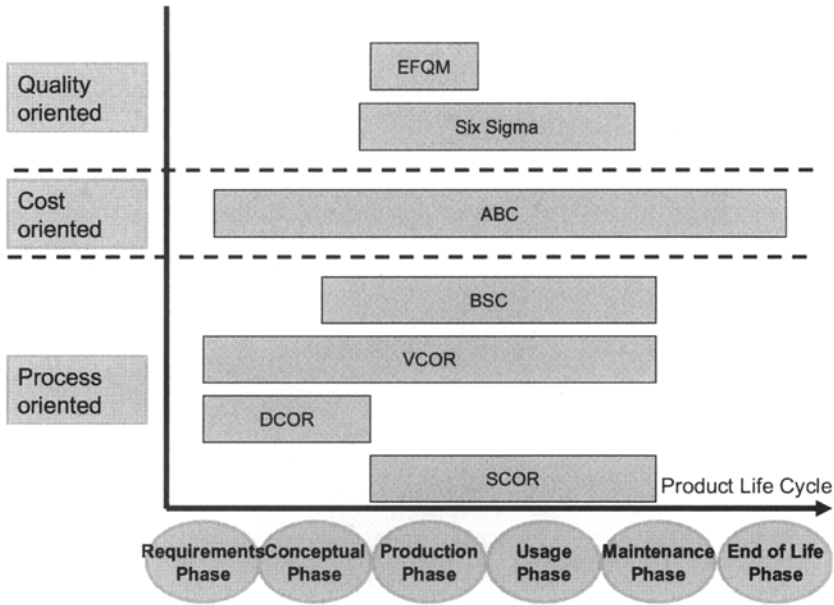 EFQM
Quality
oriented
Six Sigma
Cost
oriented
ABC
BSC
VCOR
Process
oriented
DCOR
SCOR
Product Life Cycle
Requirements
Phase
Conceptual
Phase
Production
Phase
Usage
Phase
Maintenance
Phase
End of Life
Phase